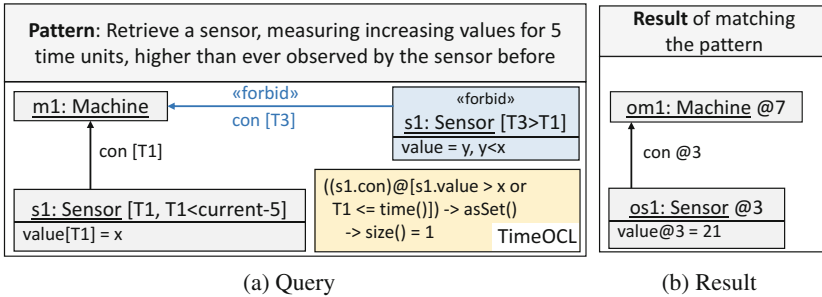 Pattern: Retrieve a sensor, measuring increasing values for 5
time units, higher than ever observed by the sensor before
m1: Machine
«forbid»
con [T3]
«forbid»
s1: Sensor [T3>T1]
value = y, y<x
con [T1]
s1: Sensor [T1, T1<current-5]
value[T1] = x
((s1.con)@[s1.value > x or
T1 <= time()]) -> asSet()
-> size() = 1
TimeOCL
(a) Query
Result of matching
the pattern
om1: Machine @7
con @3
os1: Sensor @3
value@3 = 21
(b) Result